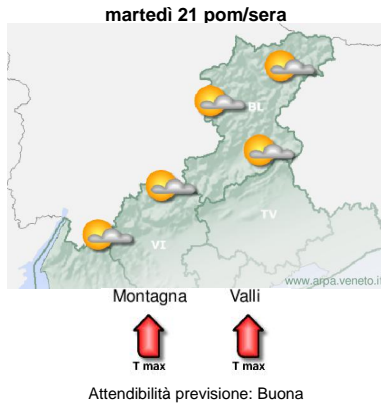 martedì 21 pom/sera
BL
TV
VI
www.arpa.veneto.it
Montagna Valli
T max T max
Attendibilità previsione: Buona